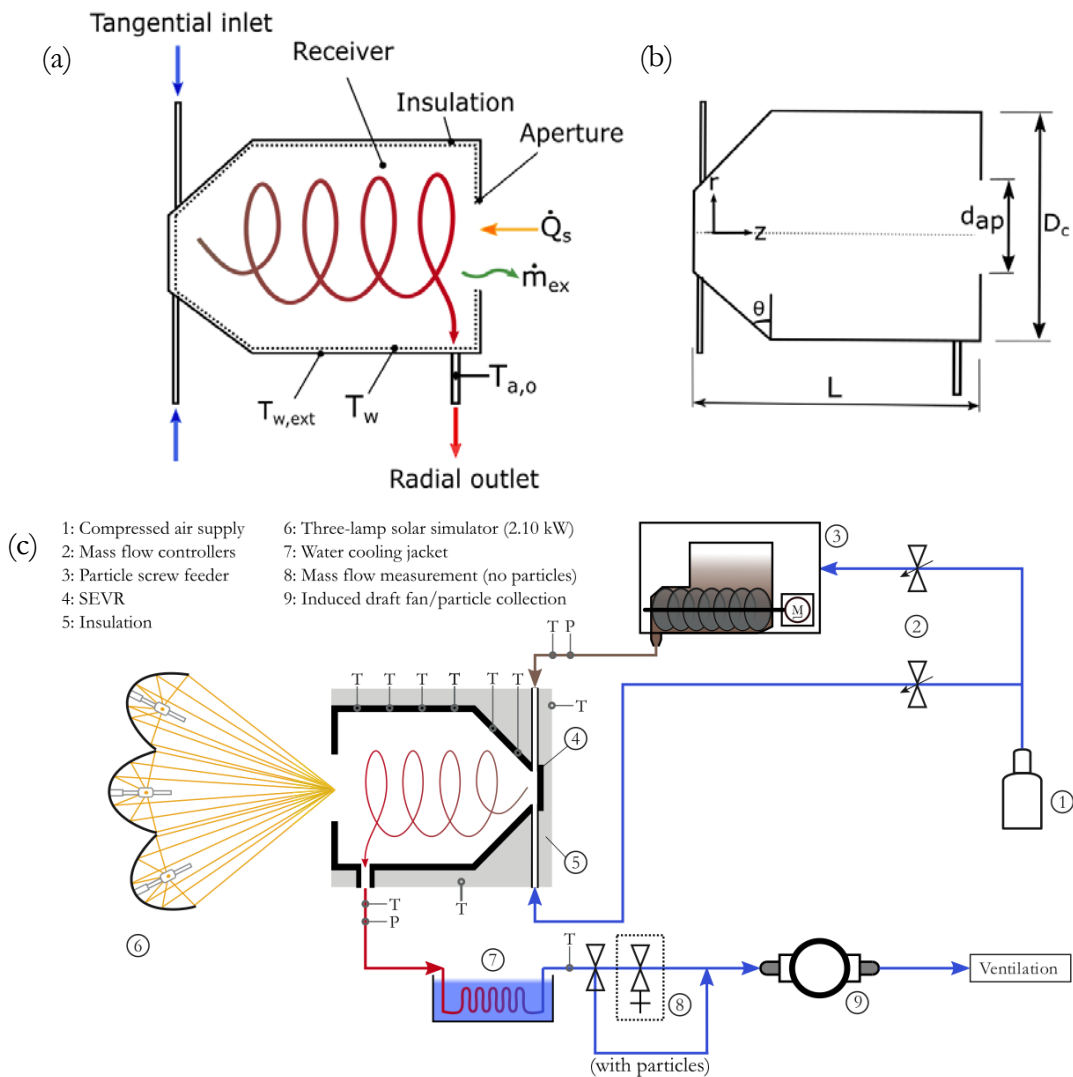 Tangential inlet
(a)
Receiver
Insulation
Aperture
Q̇s
ṁex
Ta,o
Tw,ext
Tw
Radial outlet
(b)
r
z
dap
Dc
θ
L
(c)
1: Compressed air supply
2: Mass flow controllers
3: Particle screw feeder
4: SEVR
5: Insulation
6: Three-lamp solar simulator (2.10 kW)
7: Water cooling jacket
8: Mass flow measurement (no particles)
9: Induced draft fan/particle collection
3
M
2
T P
T T T T T T
T
4
1
5
T
P
T
6
7
T
8
9
Ventilation
(with particles)